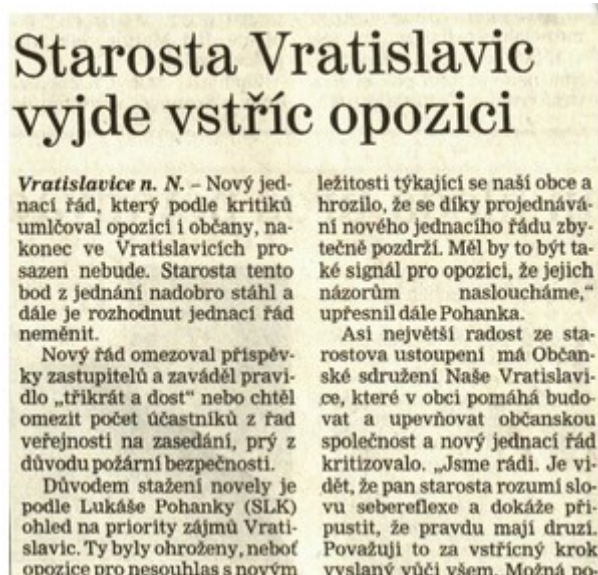 Starosta Vratislavic
vyjde vstříc opozici
Vratislavice n. N. – Nový jed-
nací řád, který podle kritiků
umlčoval opozici i občany, na-
konec ve Vratislavicích pro-
sazen nebude. Starosta tento
bod z jednání nadobro stáhl a
dále je rozhodnut jednací řád
neměnit.
Nový řád omezoval příspěv-
ky zastupitelů a zaváděl pravi-
dlo „třikrát a dost“ nebo chtěl
omezit počet účastníků z řad
veřejnosti na zasedání, prý z
důvodu požární bezpečnosti.
Důvodem stažení novely je
podle Lukáše Pohanky (SLK)
ohled na priority zájmů Vrati-
slavic. Ty byly ohroženy, neboť
opozice pro nesouhlas s novým
ležitosti týkající se naší obce a
hrozilo, že se díky projednává-
ní nového jednacího řádu zby-
tečně pozdrží. Měl by to být ta-
ké signál pro opozici, že jejich
názorům nasloucháme,“
upřesnil dále Pohanka.
Asi největší radost ze sta-
rostova ustoupení má Občan-
ské sdružení Naše Vratislavi-
ce, které v obci pomáhá budo-
vat a upevňovat občanskou
společnost a nový jednací řád
kritizovalo. „Jsme rádi. Je vi-
dět, že pan starosta rozumí slo-
vu sebereflexe a dokáže při-
pustit, že pravdu mají druzí.
Považuji to za vstřícný krok
vyslaný vůči všem. Možná po-